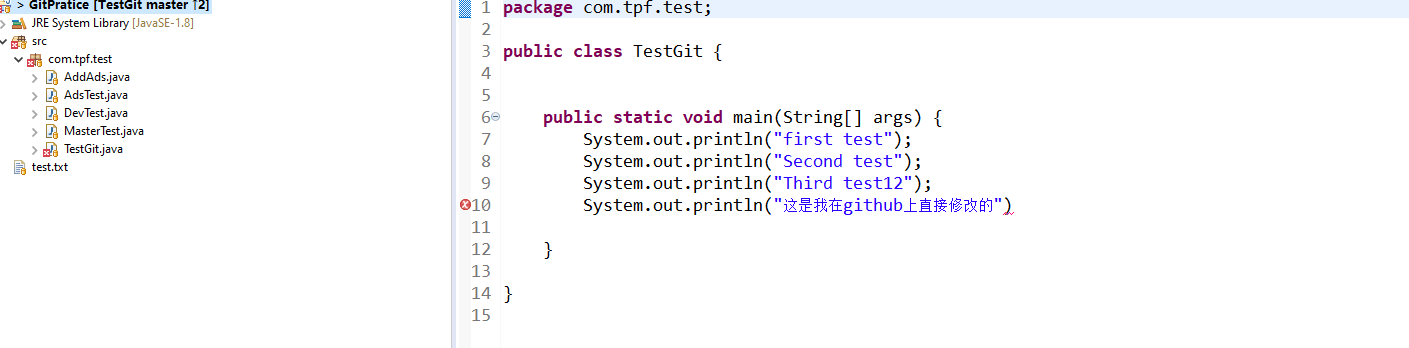 > GitPratice [TestGit master ↑2]
JRE System Library [JavaSE-1.8]
src
com.tpf.test
AddAds.java
AdsTest.java
DevTest.java
MasterTest.java
TestGit.java
test.txt
1 package com.tpf.test;
2
3 public class TestGit {
4
5
6 public static void main(String[] args) {
7 System.out.println("first test");
8 System.out.println("Second test");
9 System.out.println("Third test12");
10 System.out.println("这是我在github上直接修改的")
11
12 }
13
14 }
15